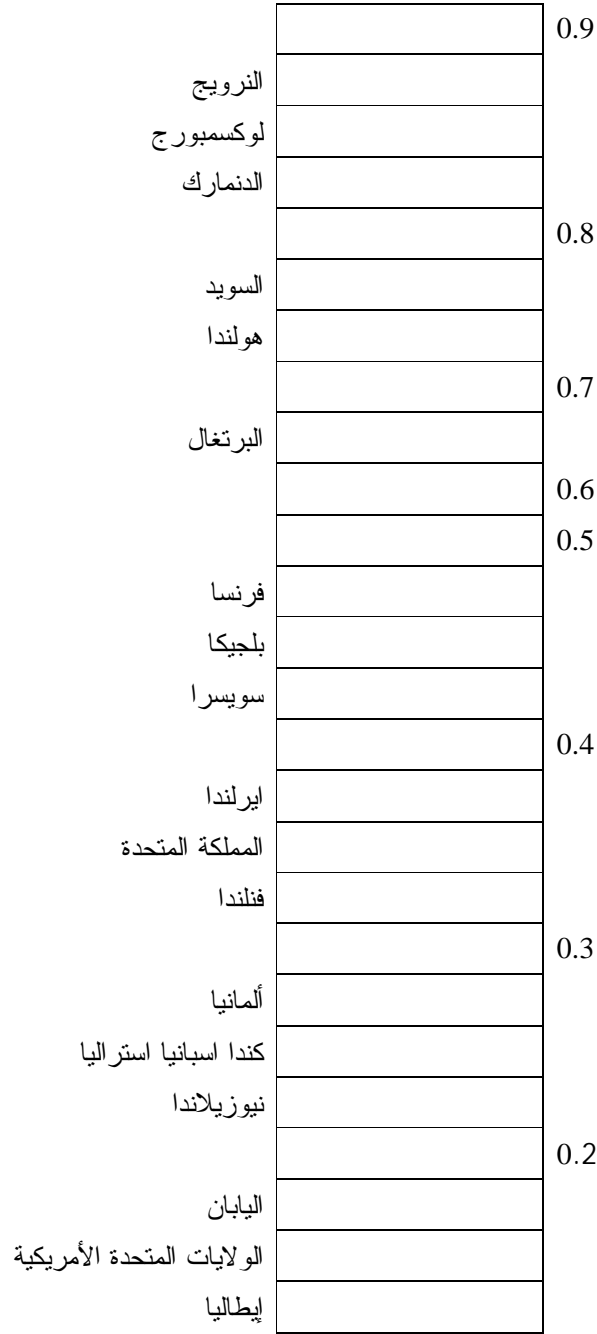 0.9
النرويج
لوكسمبورج
الدنمارك
0.8
السويد
هولندا
0.7
البرتغال
0.6
0.5
فرنسا
بلجيكا
سويسرا
0.4
ايرلندا
المملكة المتحدة
فنلندا
0.3
ألمانيا
كندا اسبانيا استراليا
نيوزيلاندا
0.2
اليابان
الولايات المتحدة الأمريكية
إيطاليا